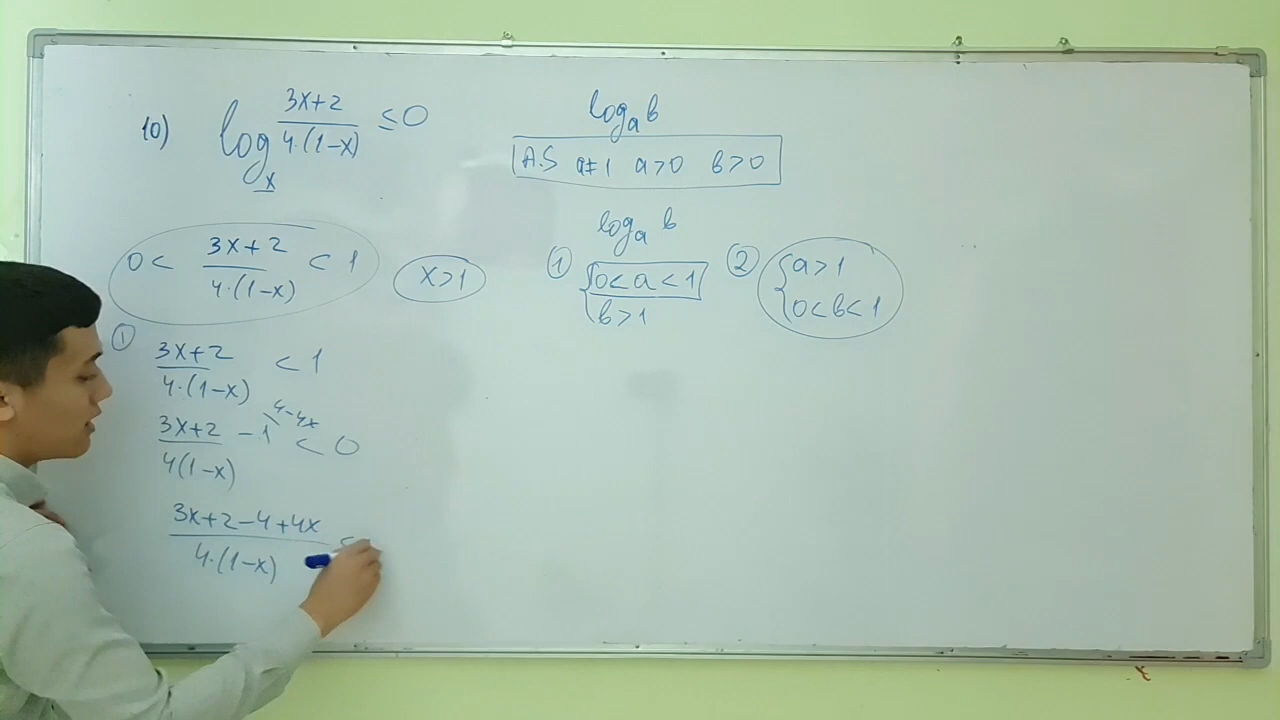 10) log_x (3x+2)/(4·(1-x)) ≤ 0
log_a b
A.S a≠1 a>0 b>0
0 < (3x+2)/(4·(1-x)) < 1
x>1
log_a b
① { 0<a<1
b>1
② { a>1
0<b<1
① (3x+2)/(4·(1-x)) < 1
(3x+2)/(4(1-x)) - 1 \ 4-4x < 0
(3x+2-4+4x)/(4·(1-x)) <